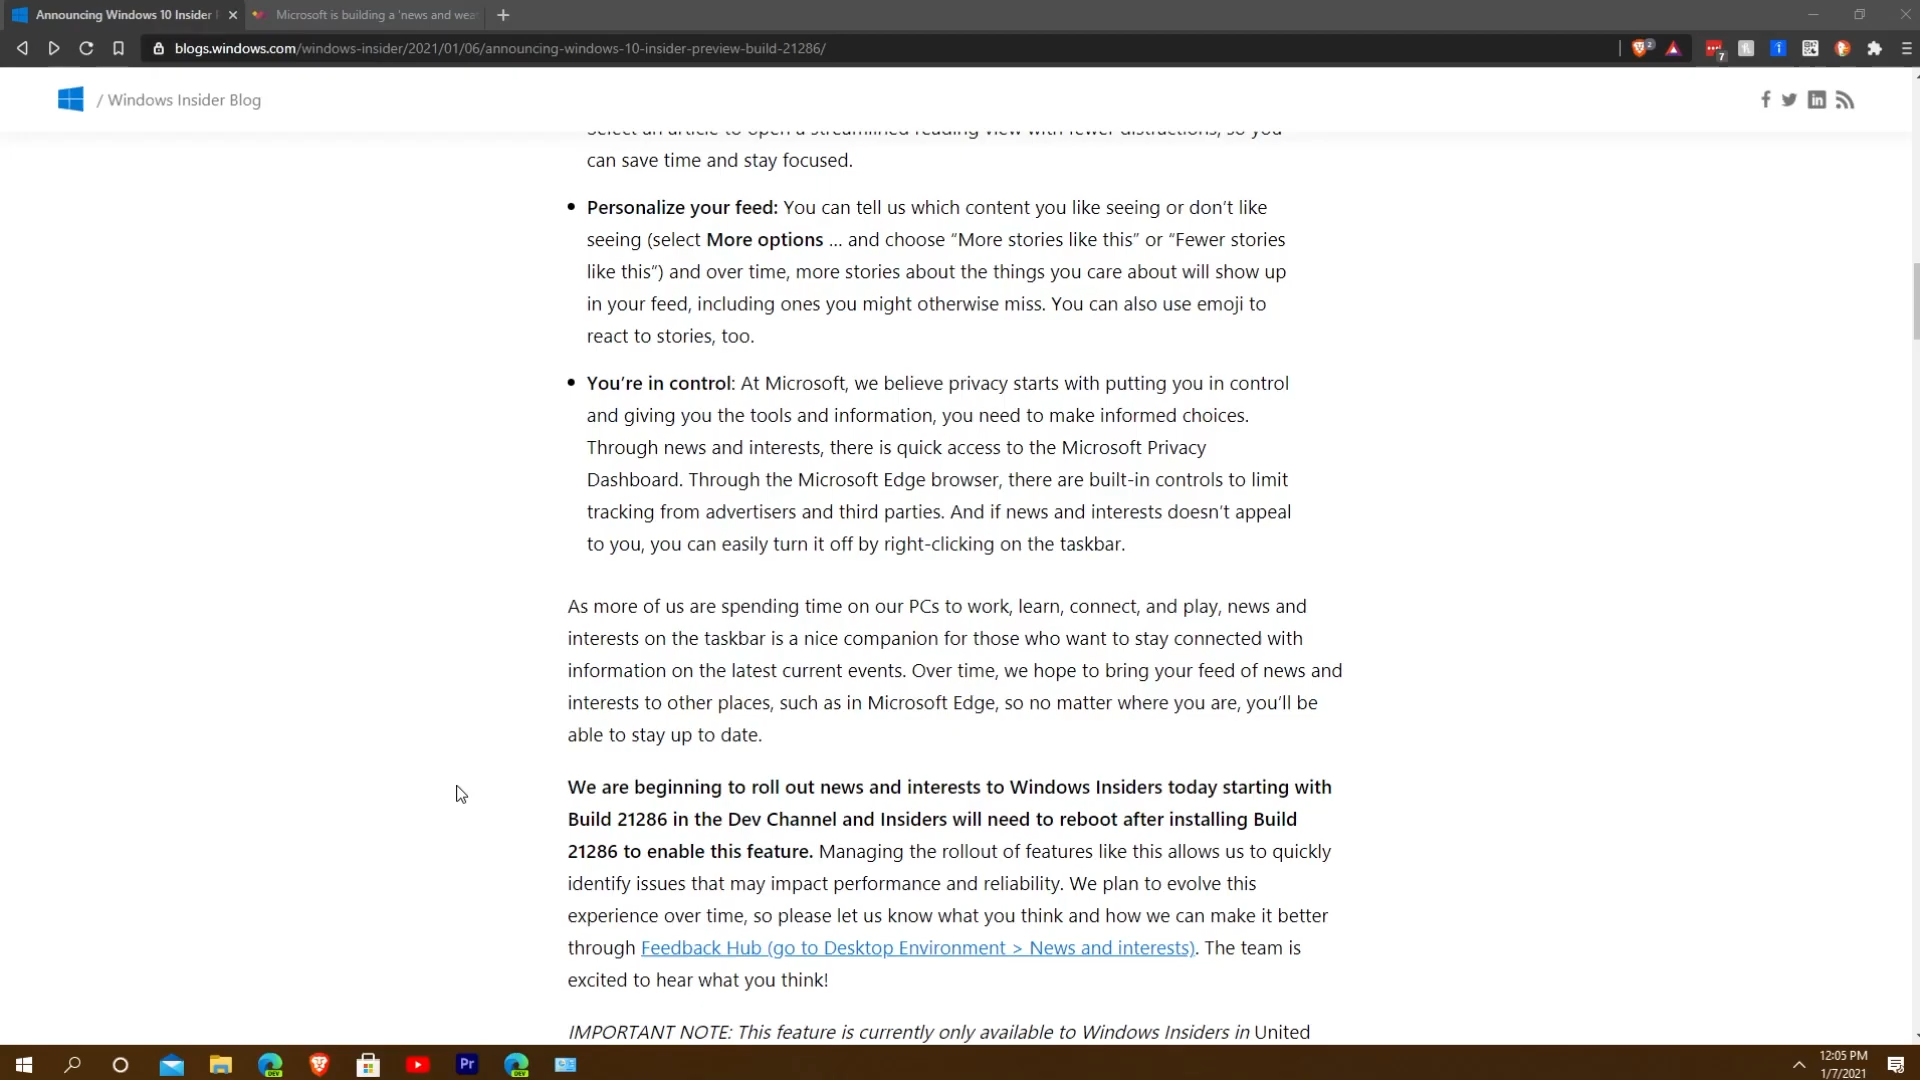 Announcing Windows 10 Insider
Microsoft is building a 'news and wea
blogs.windows.com/windows-insider/2021/01/06/announcing-windows-10-insider-preview-build-21286/
2
7
/ Windows Insider Blog
Select an article to open a streamlined reading view with fewer distractions, so you
can save time and stay focused.
• Personalize your feed: You can tell us which content you like seeing or don’t like
seeing (select More options … and choose “More stories like this” or “Fewer stories
like this”) and over time, more stories about the things you care about will show up
in your feed, including ones you might otherwise miss. You can also use emoji to
react to stories, too.
• You’re in control: At Microsoft, we believe privacy starts with putting you in control
and giving you the tools and information, you need to make informed choices.
Through news and interests, there is quick access to the Microsoft Privacy
Dashboard. Through the Microsoft Edge browser, there are built-in controls to limit
tracking from advertisers and third parties. And if news and interests doesn’t appeal
to you, you can easily turn it off by right-clicking on the taskbar.
As more of us are spending time on our PCs to work, learn, connect, and play, news and
interests on the taskbar is a nice companion for those who want to stay connected with
information on the latest current events. Over time, we hope to bring your feed of news and
interests to other places, such as in Microsoft Edge, so no matter where you are, you’ll be
able to stay up to date.
We are beginning to roll out news and interests to Windows Insiders today starting with
Build 21286 in the Dev Channel and Insiders will need to reboot after installing Build
21286 to enable this feature. Managing the rollout of features like this allows us to quickly
identify issues that may impact performance and reliability. We plan to evolve this
experience over time, so please let us know what you think and how we can make it better
through Feedback Hub (go to Desktop Environment > News and interests). The team is
excited to hear what you think!
IMPORTANT NOTE: This feature is currently only available to Windows Insiders in United
DEV
Pr
DEV
12:05 PM
1/7/2021